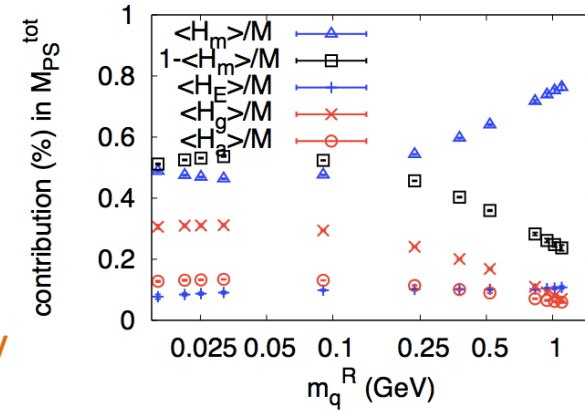 contribution (%) in M_PS^tot
1
0.8
0.6
0.4
0.2
0
<H_m>/M
1-<H_m>/M
<H_E>/M
<H_g>/M
<H_a>/M
0.025 0.05 0.1 0.25 0.5 1
m_q^R (GeV)